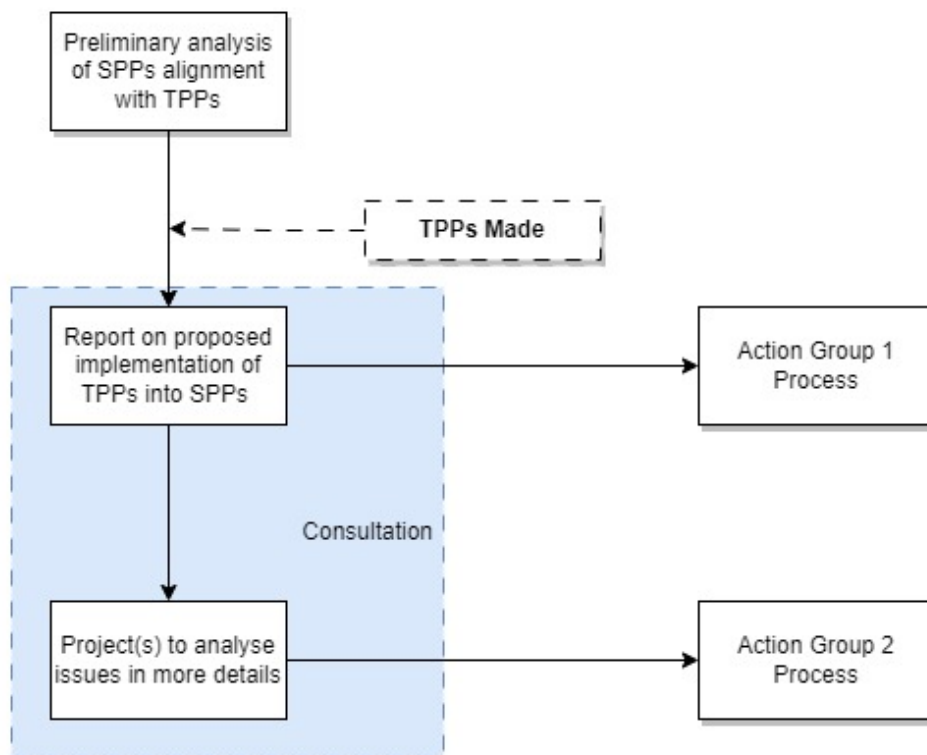 Preliminary analysis
of SPPs alignment
with TPPs
TPPs Made
Report on proposed
implementation of
TPPs into SPPs
Action Group 1
Process
Consultation
Project(s) to analyse
issues in more details
Action Group 2
Process